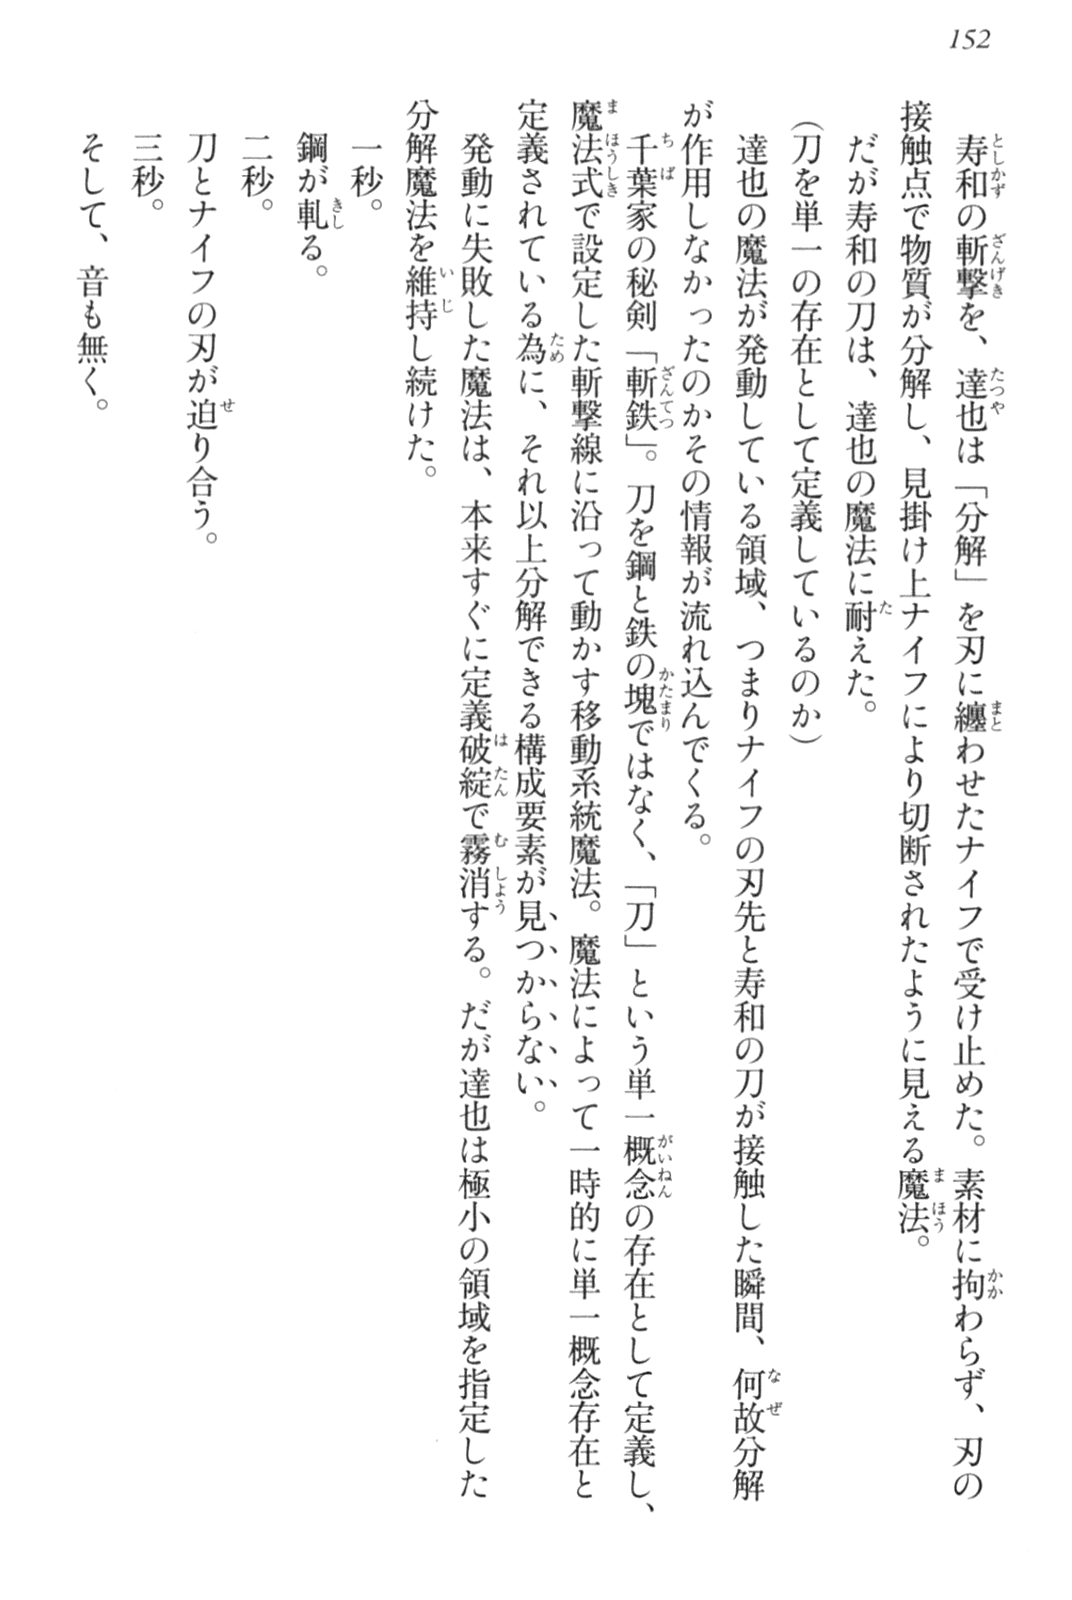 152
寿和の斬撃を、達也は「分解」を刃に纏わせたナイフで受け止めた。素材に拘わらず、刃の
接触点で物質が分解し、見掛け上ナイフにより切断されたように見える魔法。
だが寿和の刀は、達也の魔法に耐えた。
（刀を単一の存在として定義しているのか）
達也の魔法が発動している領域、つまりナイフの刃先と寿和の刀が接触した瞬間、何故分解
が作用しなかったのかその情報が流れ込んでくる。
千葉家の秘剣「斬鉄」。刀を鋼と鉄の塊ではなく、「刀」という単一概念の存在として定義し、
魔法式で設定した斬撃線に沿って動かす移動系統魔法。魔法によって一時的に単一概念存在と
定義されている為に、それ以上分解できる構成要素が見つからない。
発動に失敗した魔法は、本来すぐに定義破綻で霧消する。だが達也は極小の領域を指定した
分解魔法を維持し続けた。
一秒。
鋼が軋る。
二秒。
刀とナイフの刃が迫り合う。
三秒。
そして、音も無く。